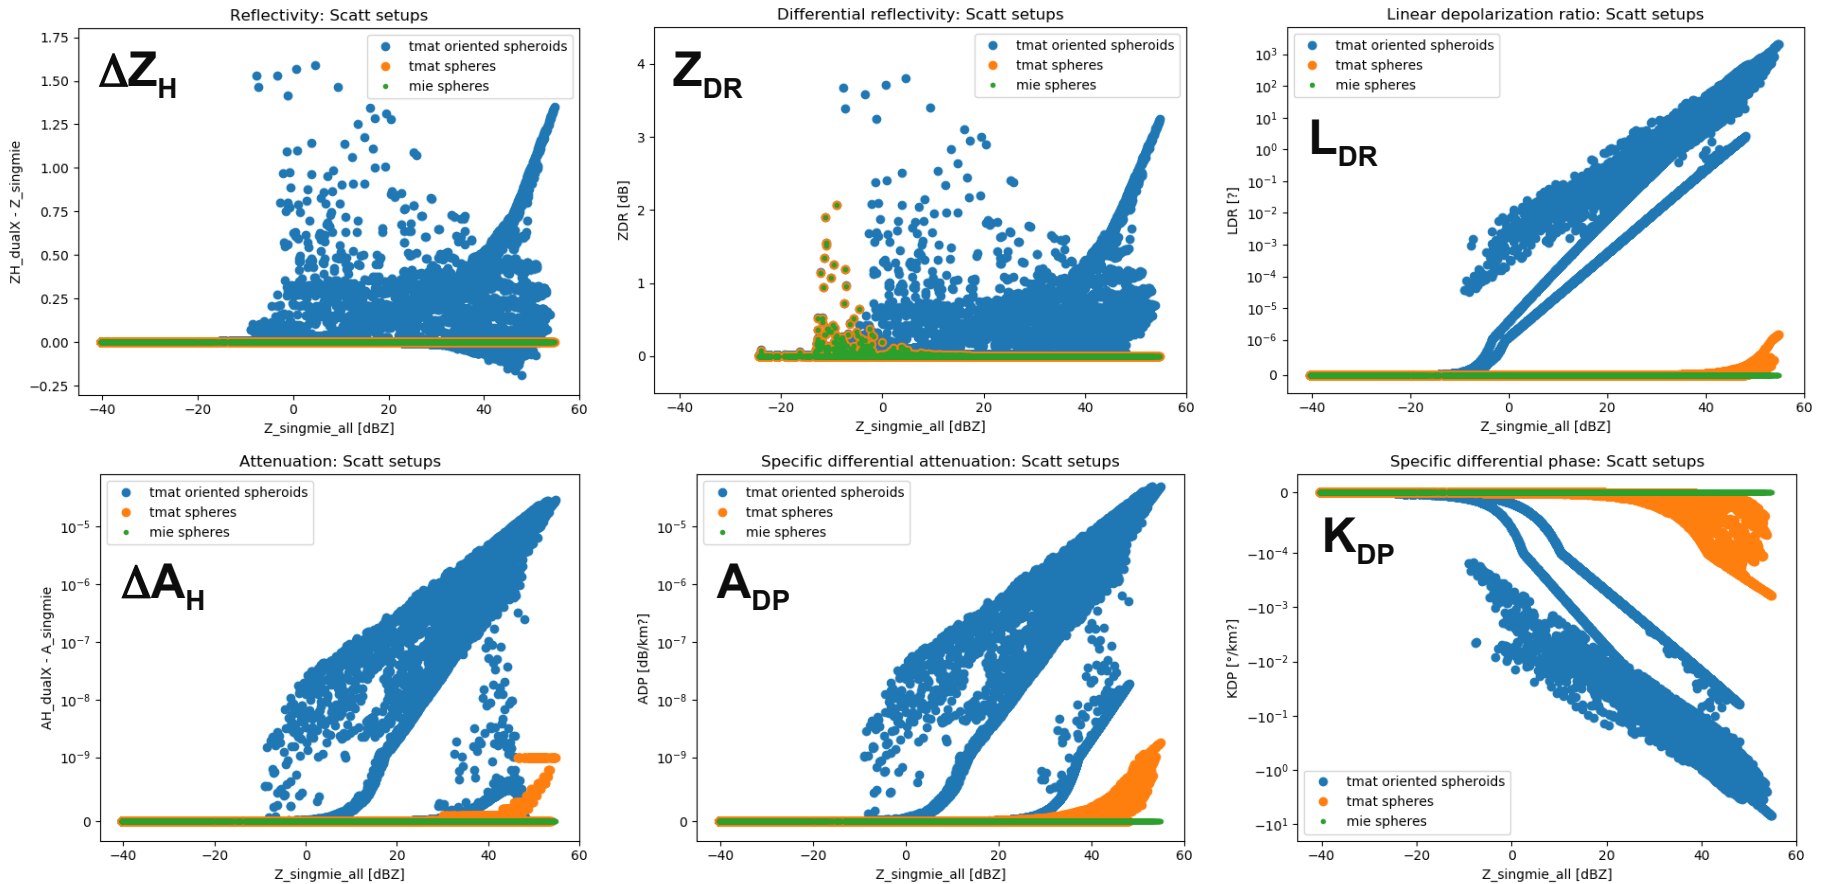 Reflectivity: Scatt setups
ΔZH
tmat oriented spheroids
tmat spheres
mie spheres
ZH_dualX - Z_singmie
1.75
1.50
1.25
1.00
0.75
0.50
0.25
0.00
−0.25
−40 −20 0 20 40 60
Z_singmie_all [dBZ]
Differential reflectivity: Scatt setups
ZDR
tmat oriented spheroids
tmat spheres
mie spheres
ZDR [dB]
4
3
2
1
0
−40 −20 0 20 40 60
Z_singmie_all [dBZ]
Linear depolarization ratio: Scatt setups
tmat oriented spheroids
tmat spheres
mie spheres
LDR
LDR [?]
10³
10²
10¹
10⁰
10⁻¹
10⁻²
10⁻³
10⁻⁴
10⁻⁵
10⁻⁶
0
−40 −20 0 20 40 60
Z_singmie_all [dBZ]
Attenuation: Scatt setups
tmat oriented spheroids
tmat spheres
mie spheres
ΔAH
AH_dualX - A_singmie
10⁻⁵
10⁻⁶
10⁻⁷
10⁻⁸
10⁻⁹
0
−40 −20 0 20 40 60
Z_singmie_all [dBZ]
Specific differential attenuation: Scatt setups
tmat oriented spheroids
tmat spheres
mie spheres
ADP
ADP [dB/km?]
10⁻⁵
10⁻⁶
10⁻⁷
10⁻⁸
10⁻⁹
0
−40 −20 0 20 40 60
Z_singmie_all [dBZ]
Specific differential phase: Scatt setups
KDP
KDP [°/km?]
0
−10⁻⁴
−10⁻³
−10⁻²
−10⁻¹
−10⁰
−10¹
tmat oriented spheroids
tmat spheres
mie spheres
−40 −20 0 20 40 60
Z_singmie_all [dBZ]